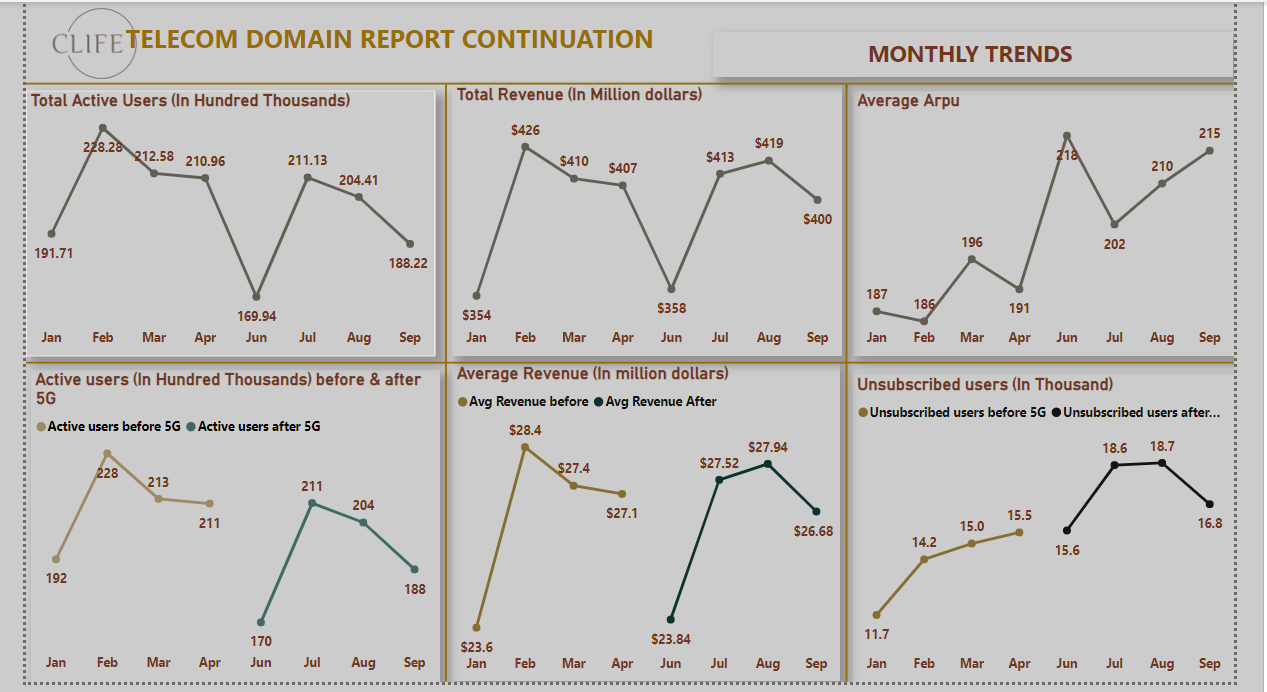 CLIFE
TELECOM DOMAIN REPORT CONTINUATION
MONTHLY TRENDS
Total Active Users (In Hundred Thousands)
228.28
212.58
210.96
211.13
204.41
191.71
188.22
169.94
Jan Feb Mar Apr Jun Jul Aug Sep
Total Revenue (In Million dollars)
$426
$410
$407
$413
$419
$400
$354
$358
Jan Feb Mar Apr Jun Jul Aug Sep
Average Arpu
215
218
210
196
202
187
186
191
Jan Feb Mar Apr Jun Jul Aug Sep
Active users (In Hundred Thousands) before & after
5G
Active users before 5G Active users after 5G
228
213
211
211
204
192
188
170
Jan Feb Mar Apr Jun Jul Aug Sep
Average Revenue (In million dollars)
Avg Revenue before Avg Revenue After
$28.4
$27.4
$27.1
$27.52
$27.94
$26.68
$23.6
$23.84
Jan Feb Mar Apr Jun Jul Aug Sep
Unsubscribed users (In Thousand)
Unsubscribed users before 5G Unsubscribed users after...
18.6
18.7
14.2
15.0
15.5
16.8
15.6
11.7
Jan Feb Mar Apr Jun Jul Aug Sep